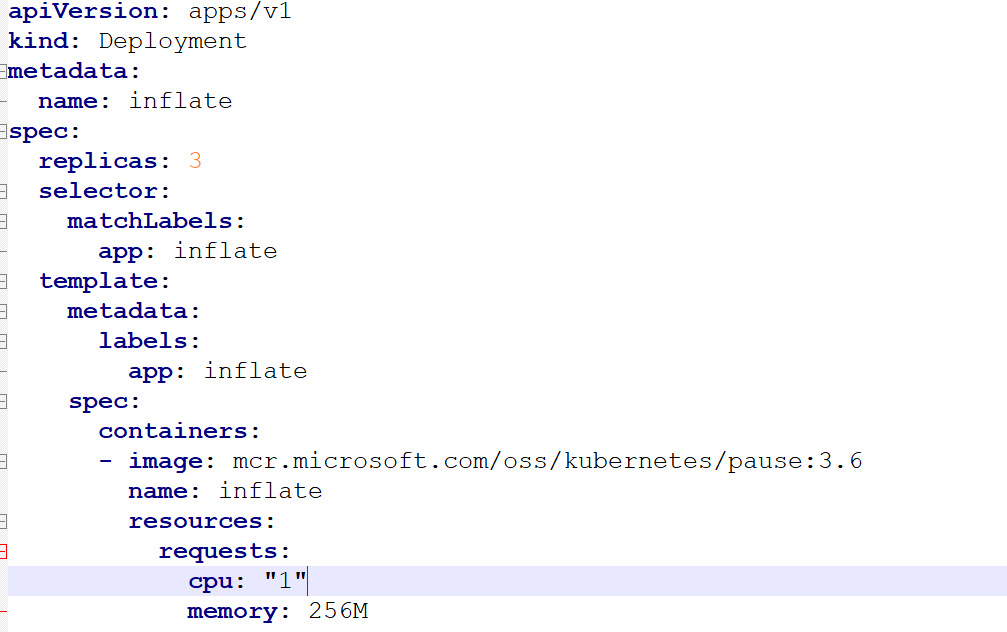 apiVersion: apps/v1
kind: Deployment
metadata:
  name: inflate
spec:
  replicas: 3
  selector:
    matchLabels:
      app: inflate
  template:
    metadata:
      labels:
        app: inflate
    spec:
      containers:
      - image: mcr.microsoft.com/oss/kubernetes/pause:3.6
        name: inflate
        resources:
          requests:
            cpu: "1"
            memory: 256M